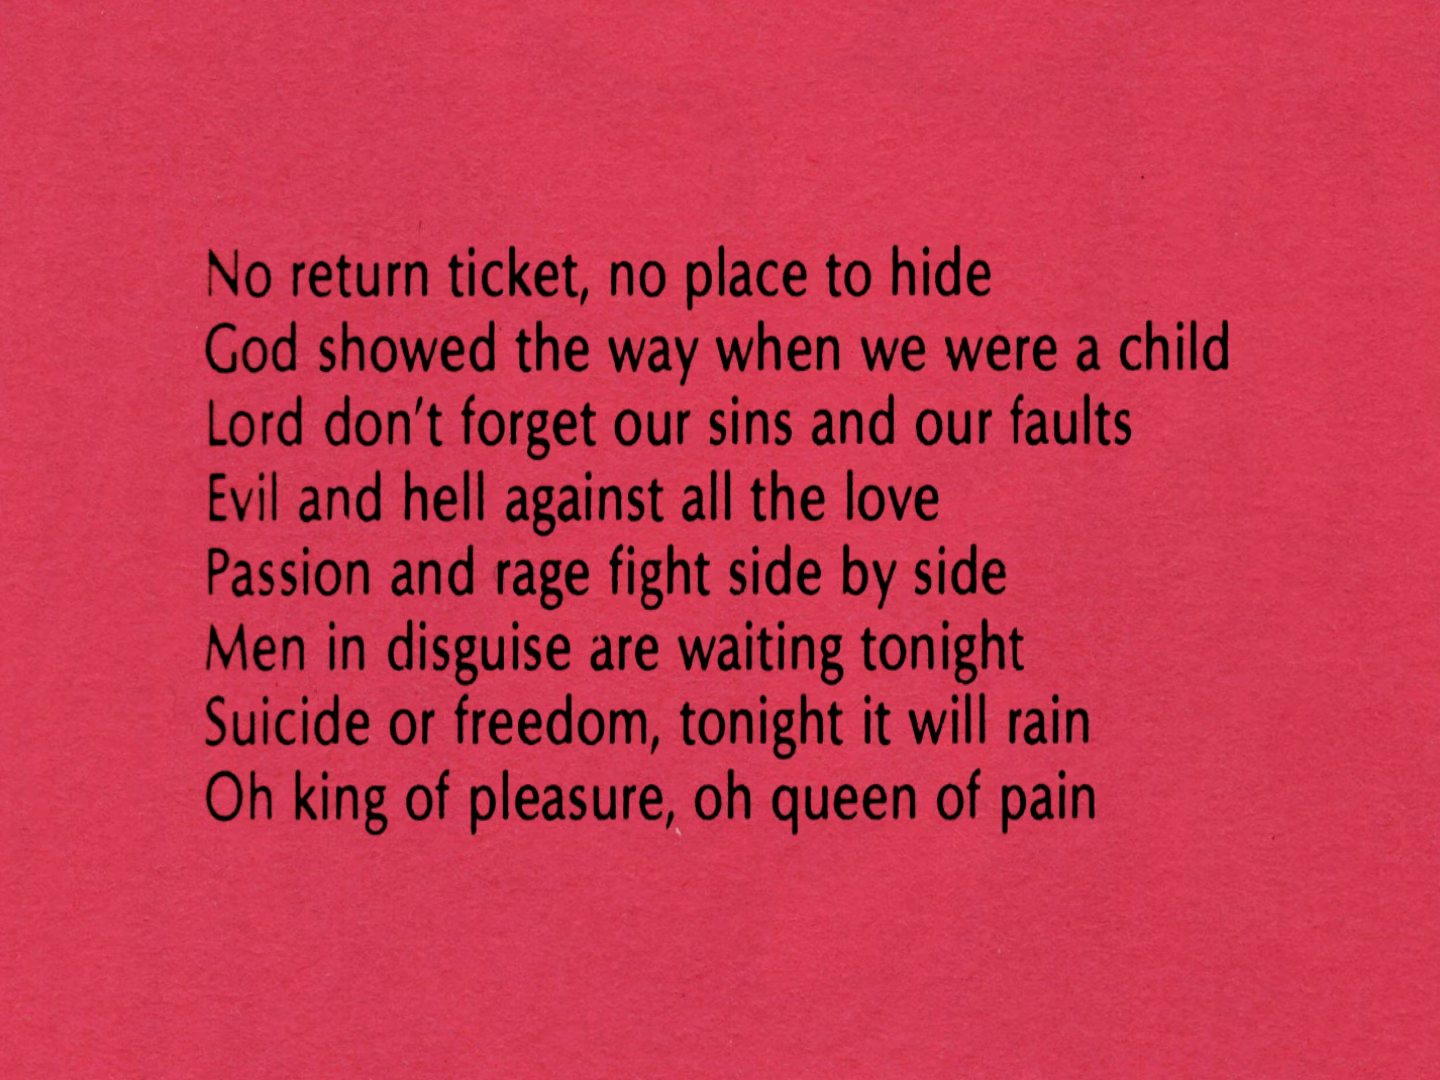 No return ticket, no place to hide
God showed the way when we were a child
Lord don't forget our sins and our faults
Evil and hell against all the love
Passion and rage fight side by side
Men in disguise are waiting tonight
Suicide or freedom, tonight it will rain
Oh king of pleasure, oh queen of pain